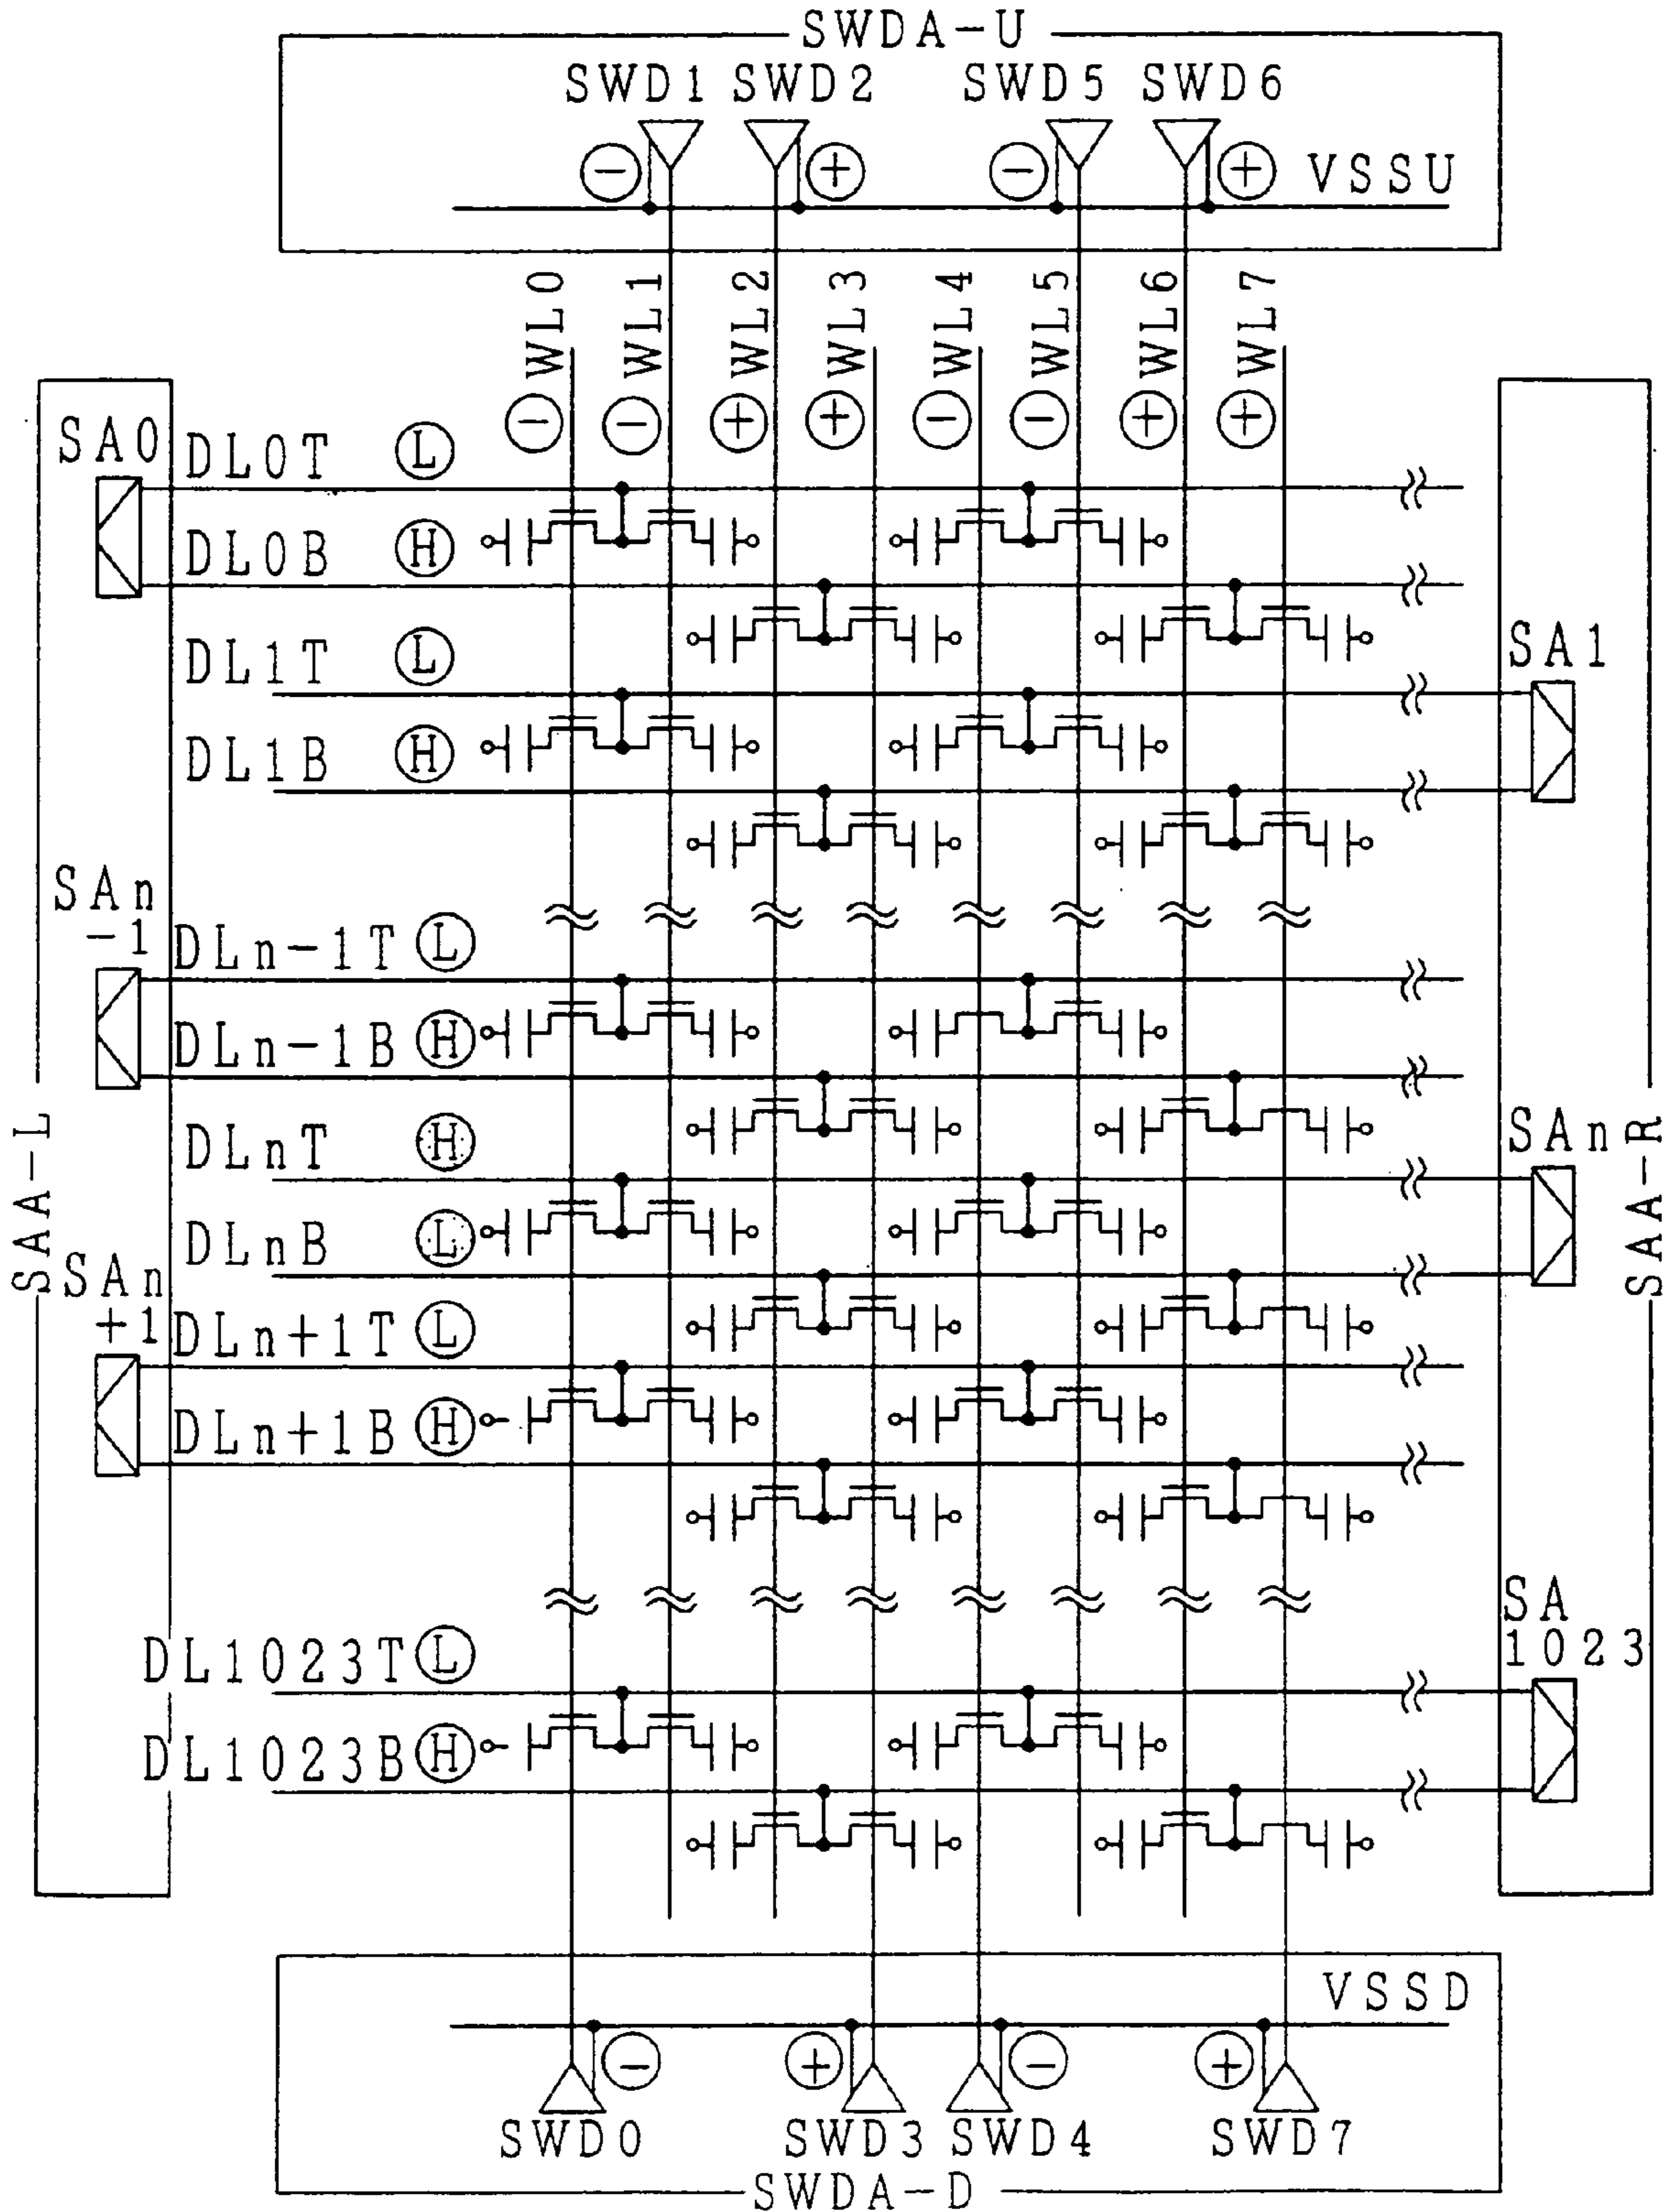 SWDA-U
SWD1 SWD2 SWD5 SWD6
- + - + VSSU
WL0 WL1 WL2 WL3 WL4 WL5 WL6 WL7
- - + + - - + +
SA0
DL0T L
DL0B H
DL1T L
SA1
DL1B H
SAn
-1
DLn-1T L
DLn-1B H
DLnT H
SAn
DLnB L
SAA-L
SAA-R
SAn
+1
DLn+1T L
DLn+1B H
SA
1023
DL1023T L
DL1023B H
VSSD
- + - +
SWD0 SWD3 SWD4 SWD7
SWDA-D